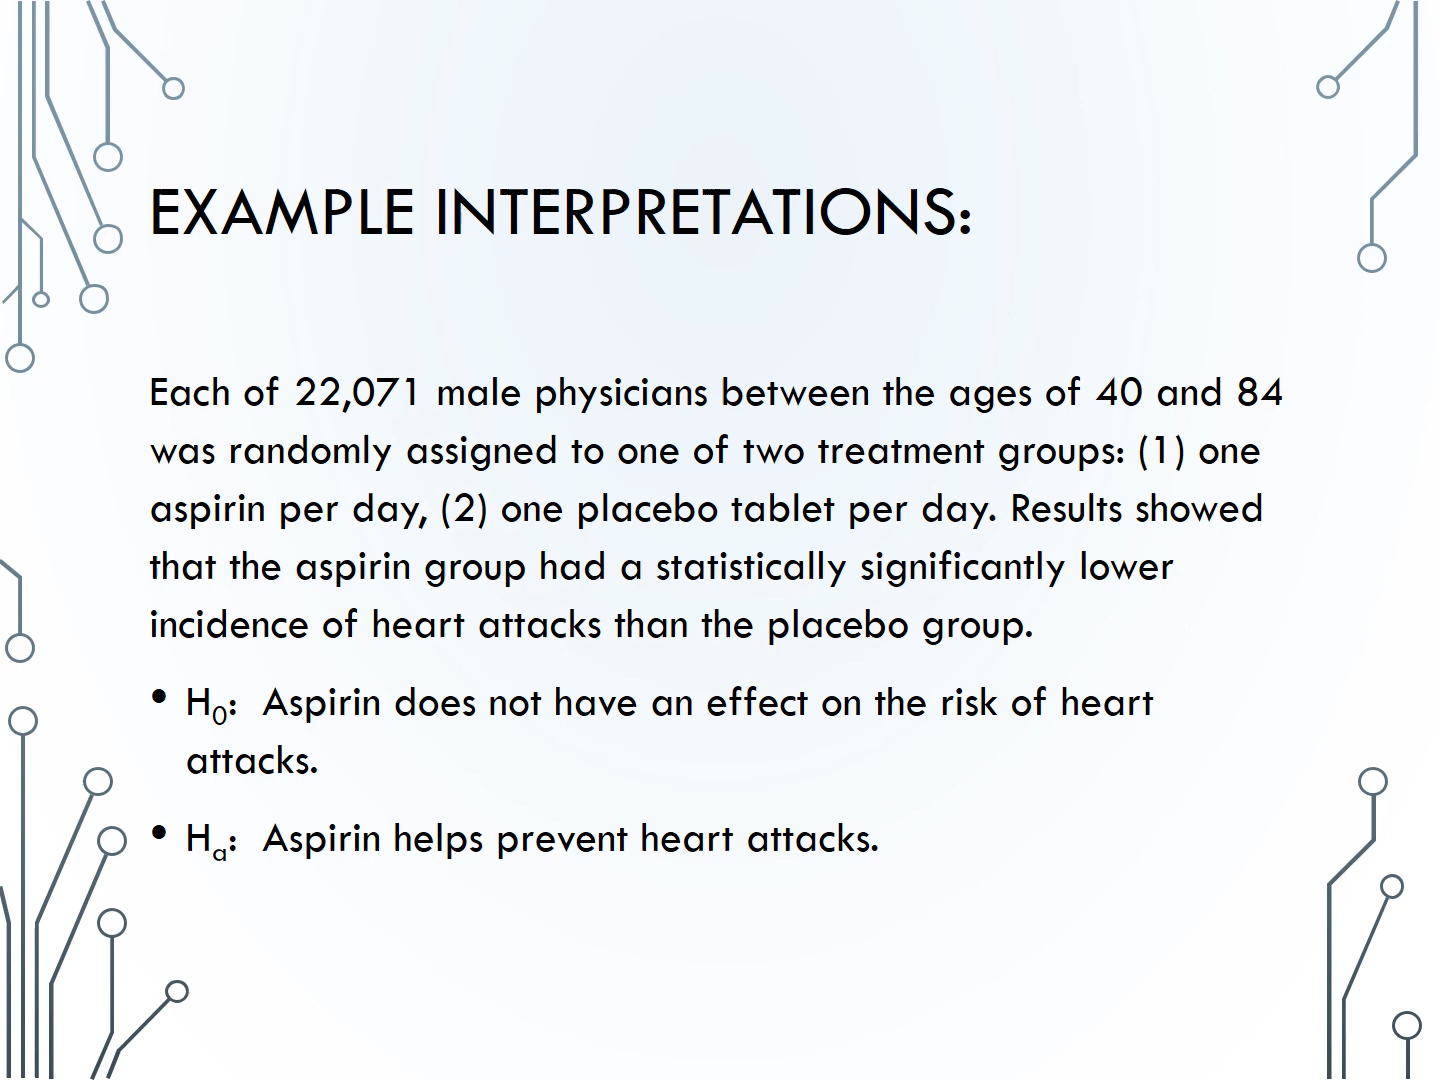 EXAMPLE INTERPRETATIONS:
Each of 22,071 male physicians between the ages of 40 and 84
was randomly assigned to one of two treatment groups: (1) one
aspirin per day, (2) one placebo tablet per day. Results showed
that the aspirin group had a statistically significantly lower
incidence of heart attacks than the placebo group.
• H₀: Aspirin does not have an effect on the risk of heart
attacks.
• Hₐ: Aspirin helps prevent heart attacks.